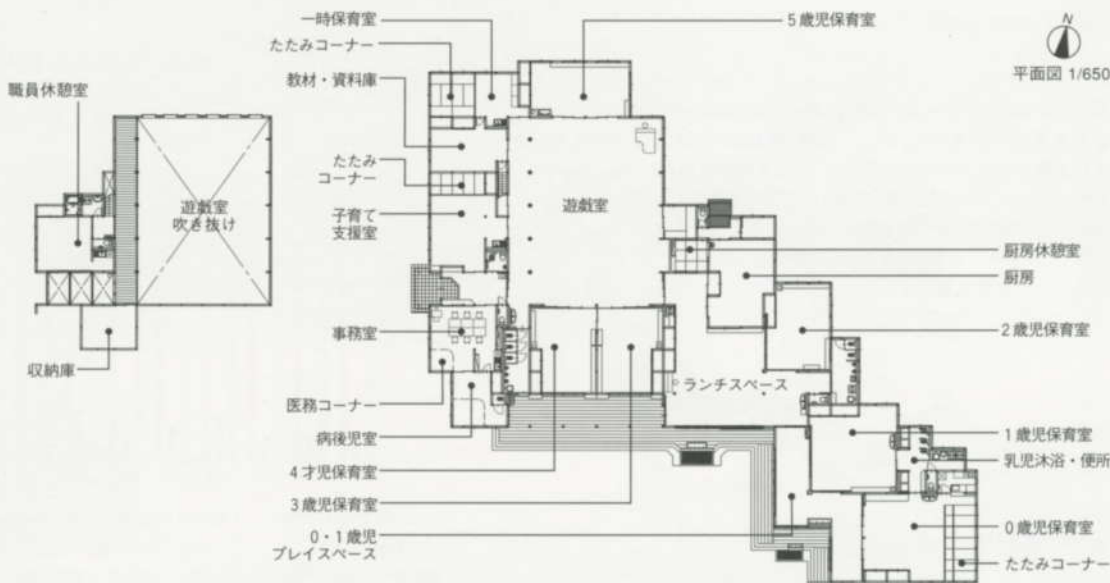 一時保育室
たたみコーナー
教材・資料庫
たたみ
コーナー
子育て
支援室
事務室
医務コーナー
病後児室
4才児保育室
3歳児保育室
0・1歳児
プレイスペース
職員休憩室
遊戯室
吹き抜け
収納庫
遊戯室
ランチスペース
5歳児保育室
N
平面図 1/650
厨房休憩室
厨房
2歳児保育室
1歳児保育室
乳児沐浴・便所
0歳児保育室
たたみコーナー